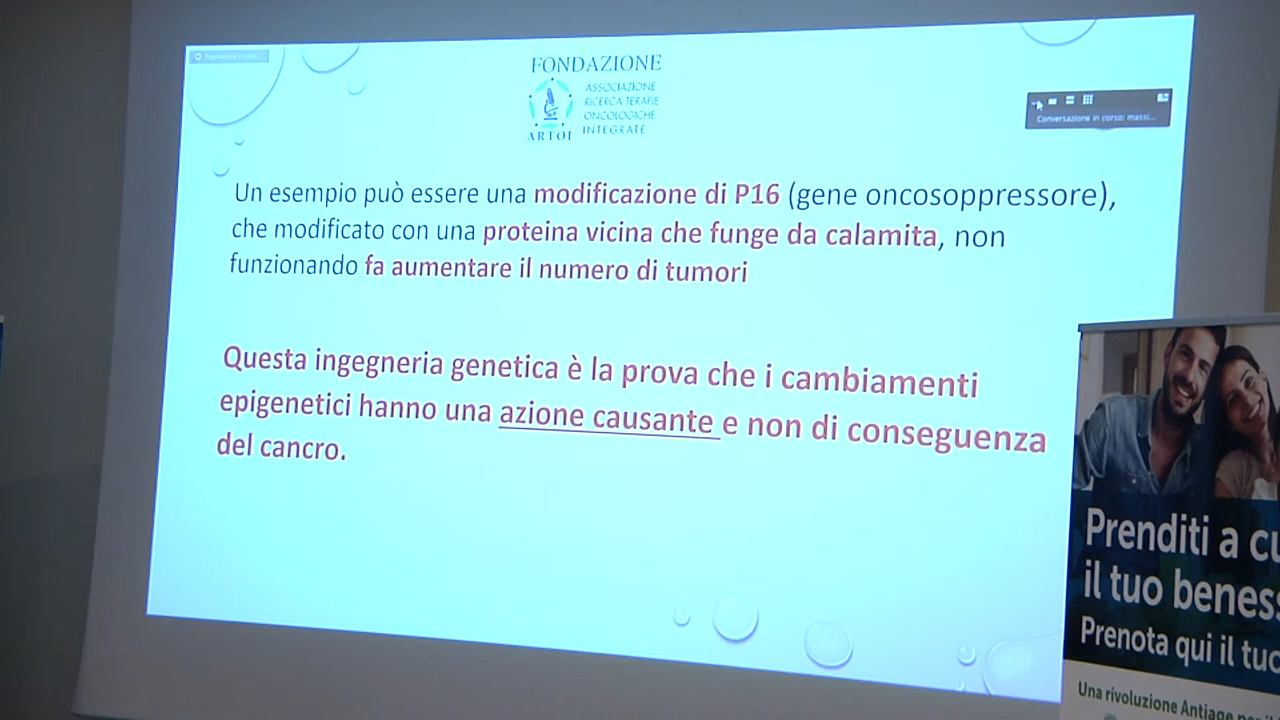 FONDAZIONE
ASSOCIAZIONE
RICERCA TERAPIE
ONCOLOGICHE
INTEGRATE
ARTOI
Conversazione in corso: massi...
Un esempio può essere una modificazione di P16 (gene oncosoppressore),
che modificato con una proteina vicina che funge da calamita, non
funzionando fa aumentare il numero di tumori
Questa ingegneria genetica è la prova che i cambiamenti
epigenetici hanno una azione causante e non di conseguenza
del cancro.
Prenditi a cu
il tuo beness
Prenota qui il tuo
Una rivoluzione Antiage per